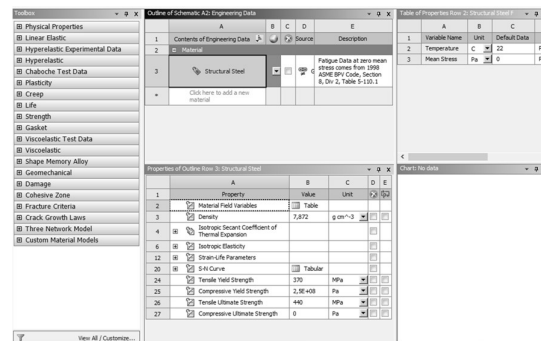 Toolbox
Physical Properties
Linear Elastic
Hyperelastic Experimental Data
Hyperelastic
Chaboche Test Data
Plasticity
Creep
Life
Strength
Gasket
Viscoelastic Test Data
Viscoelastic
Shape Memory Alloy
Geomechanical
Damage
Cohesive Zone
Fracture Criteria
Crack Growth Laws
Three Network Model
Custom Material Models
View All / Customize...
Outline of Schematic A2: Engineering Data
A B C D E
1 Contents of Engineering Data Source Description
2 Material
3 Structural Steel Fatigue Data at zero mean
stress comes from 1998
ASME BPV Code, Section
8, Div 2, Table 5-110.1
* Click here to add a new
material
Properties of Outline Row 3: Structural Steel
A B C D E
1 Property Value Unit
2 Material Field Variables Table
3 Density 7,872 g cm^-3
4 Isotropic Secant Coefficient of
Thermal Expansion
6 Isotropic Elasticity
12 Strain-Life Parameters
20 S-N Curve Tabular
24 Tensile Yield Strength 370 MPa
25 Compressive Yield Strength 2,5E+08 Pa
26 Tensile Ultimate Strength 440 MPa
27 Compressive Ultimate Strength 0 Pa
Table of Properties Row 2: Structural Steel F
A B C
1 Variable Name Unit Default Data
2 Temperature C 22
3 Mean Stress Pa 0
Chart: No data